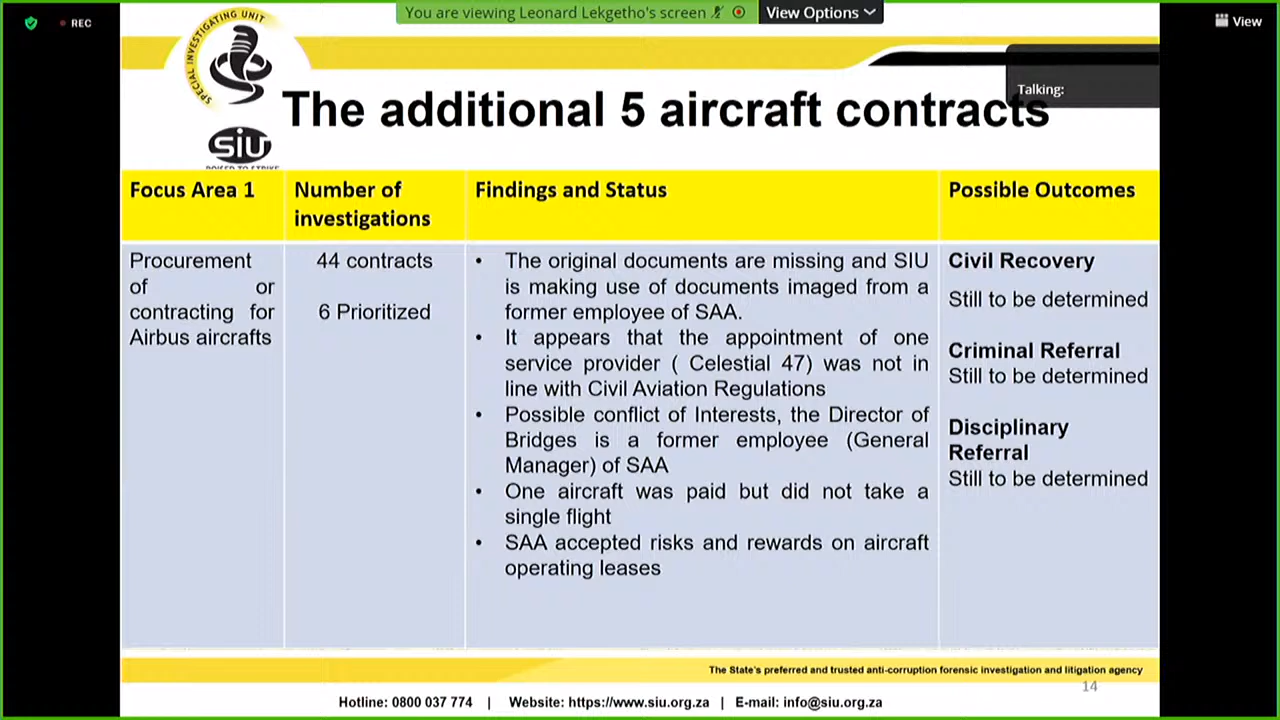 REC
You are viewing Leonard Lekgetho's screen
View Options
View
SPECIAL INVESTIGATING UNIT
SIU
Talking:
The additional 5 aircraft contracts
Focus Area 1
Number of
investigations
Findings and Status
Possible Outcomes
Procurement
of or
contracting for
Airbus aircrafts
44 contracts
6 Prioritized
• The original documents are missing and SIU
is making use of documents imaged from a
former employee of SAA.
• It appears that the appointment of one
service provider ( Celestial 47) was not in
line with Civil Aviation Regulations
• Possible conflict of Interests, the Director of
Bridges is a former employee (General
Manager) of SAA
• One aircraft was paid but did not take a
single flight
• SAA accepted risks and rewards on aircraft
operating leases
Civil Recovery
Still to be determined
Criminal Referral
Still to be determined
Disciplinary
Referral
Still to be determined
The State's preferred and trusted anti-corruption forensic investigation and litigation agency
14
Hotline: 0800 037 774 | Website: https://www.siu.org.za | E-mail: info@siu.org.za